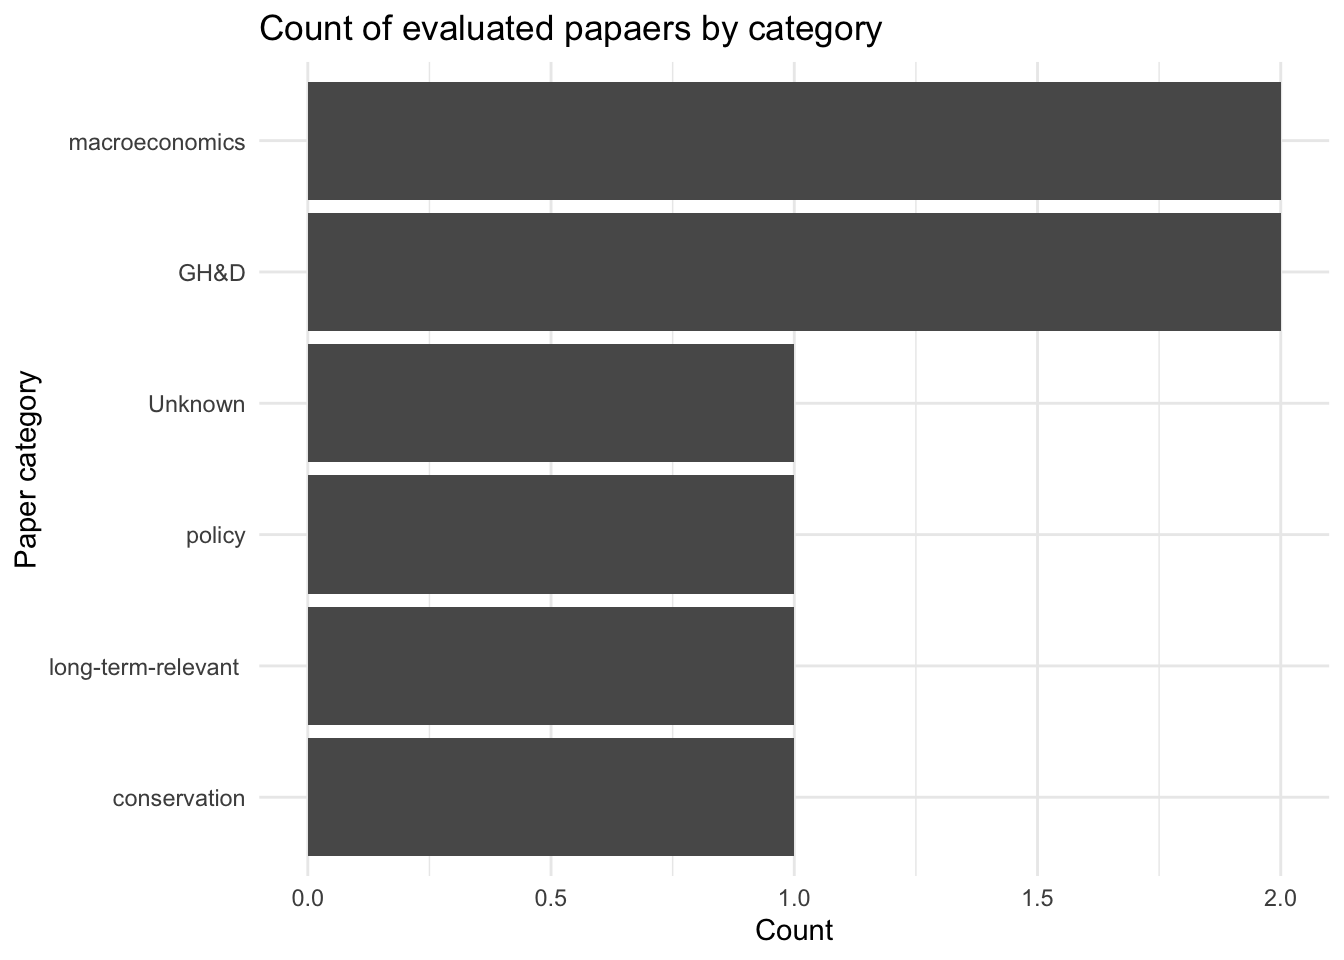 Count of evaluated papaers by category
Paper category
macroeconomics
GH&D
Unknown
policy
long-term-relevant
conservation
0.0 0.5 1.0 1.5 2.0
Count